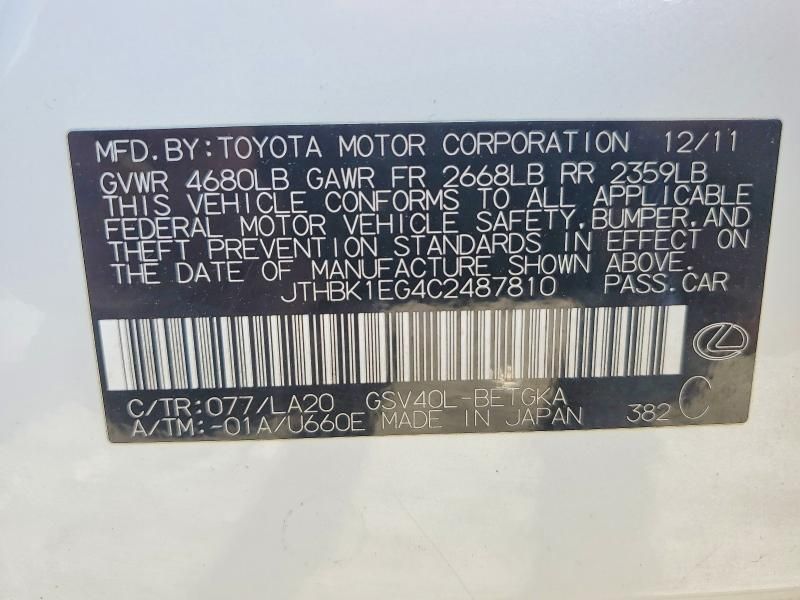 MFD. BY: TOYOTA MOTOR CORPORATION 12/11
GVWR 4680LB GAWR FR 2668LB RR 2359LB
THIS VEHICLE CONFORMS TO ALL APPLICABLE
FEDERAL MOTOR VEHICLE SAFETY, BUMPER, AND
THEFT PREVENTION STANDARDS IN EFFECT ON
THE DATE OF MANUFACTURE SHOWN ABOVE.
JTHBK1EG4C2487810 PASS. CAR
C/TR: 077/LA20 GSV40L-BETGKA
A/TM: -01A/U660E MADE IN JAPAN 382 C